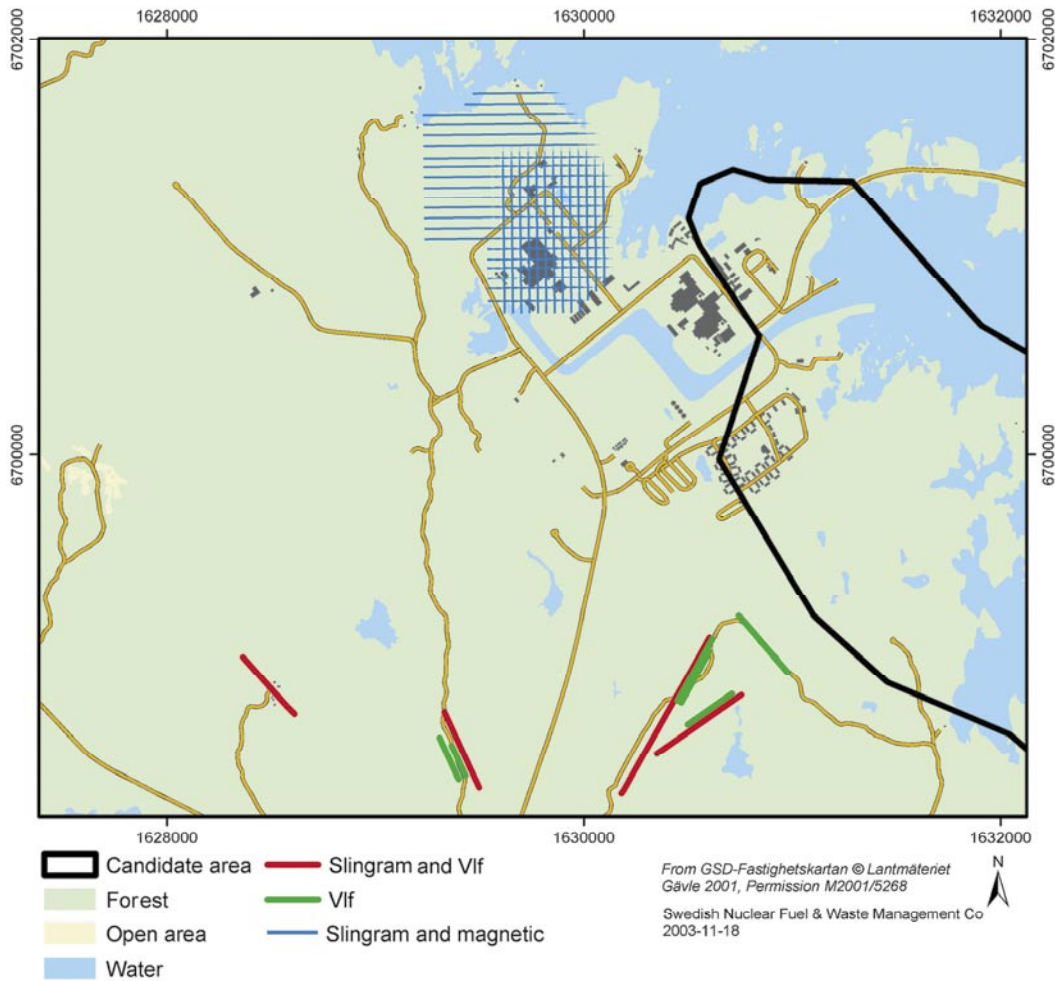 1628000 1630000 1632000
6702000 6702000
6700000 6700000
1628000 1630000 1632000
Candidate area
Forest
Open area
Water
Slingram and Vlf
Vlf
Slingram and magnetic
From GSD-Fastighetskartan © Lantmäteriet
Gävle 2001, Permission M2001/5268
Swedish Nuclear Fuel & Waste Management Co
2003-11-18
N